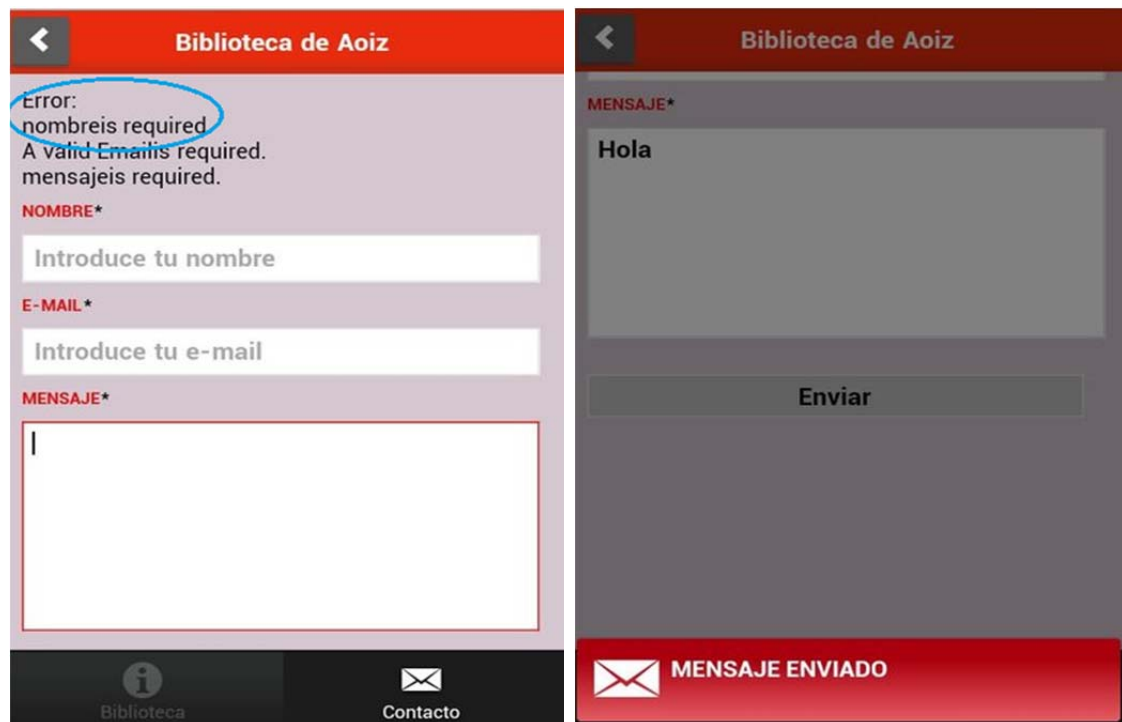 Biblioteca de Aoiz
Error:
nombreis required
A valid Emailis required.
mensajeis required.
NOMBRE*
Introduce tu nombre
E-MAIL*
Introduce tu e-mail
MENSAJE*
Biblioteca
Contacto
Biblioteca de Aoiz
MENSAJE*
Hola
Enviar
MENSAJE ENVIADO